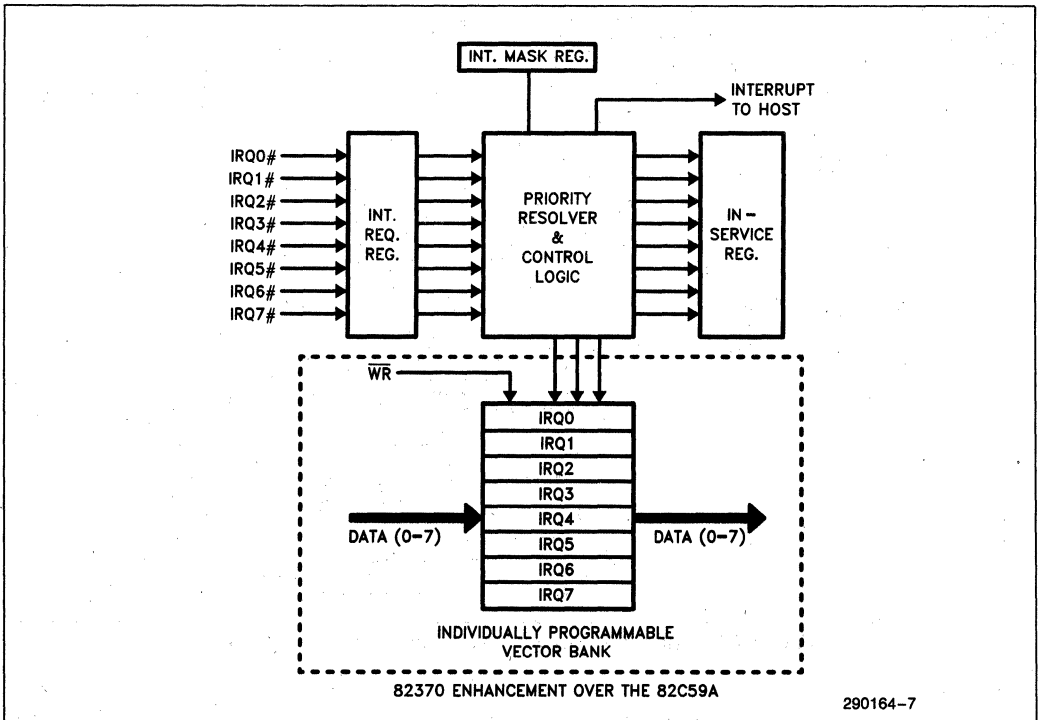 INT. MASK REG.
INTERRUPT
TO HOST
IRQ0#
IRQ1#
IRQ2#
IRQ3#
IRQ4#
IRQ5#
IRQ6#
IRQ7#
INT.
REQ.
REG.
PRIORITY
RESOLVER
&
CONTROL
LOGIC
IN-
SERVICE
REG.
W̅R̅
IRQ0
IRQ1
IRQ2
IRQ3
IRQ4
IRQ5
IRQ6
IRQ7
DATA (0-7)
DATA (0-7)
INDIVIDUALLY PROGRAMMABLE
VECTOR BANK
82370 ENHANCEMENT OVER THE 82C59A
290164-7